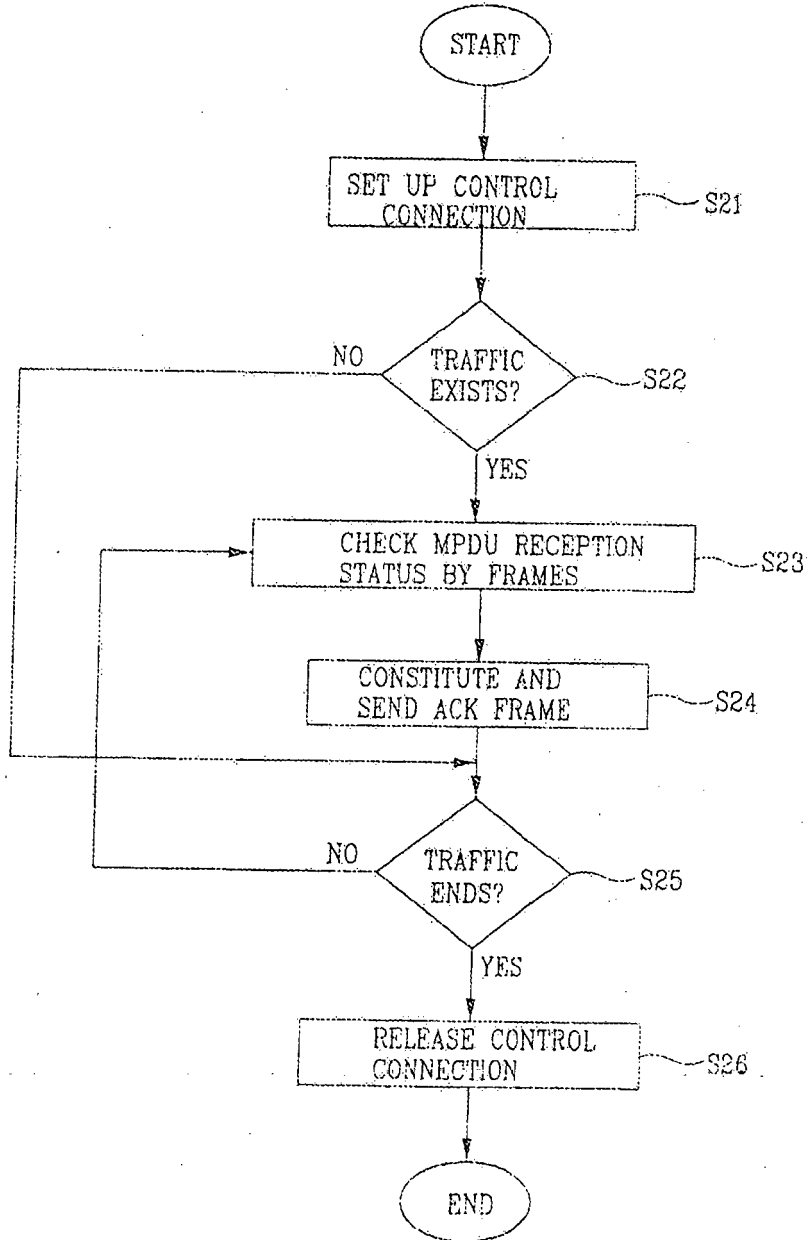 START
SET UP CONTROL
CONNECTION
S21
NO
TRAFFIC
EXISTS?
S22
YES
CHECK MPDU RECEPTION
STATUS BY FRAMES
S23
CONSTITUTE AND
SEND ACK FRAME
S24
NO
TRAFFIC
ENDS?
S25
YES
RELEASE CONTROL
CONNECTION
S26
END